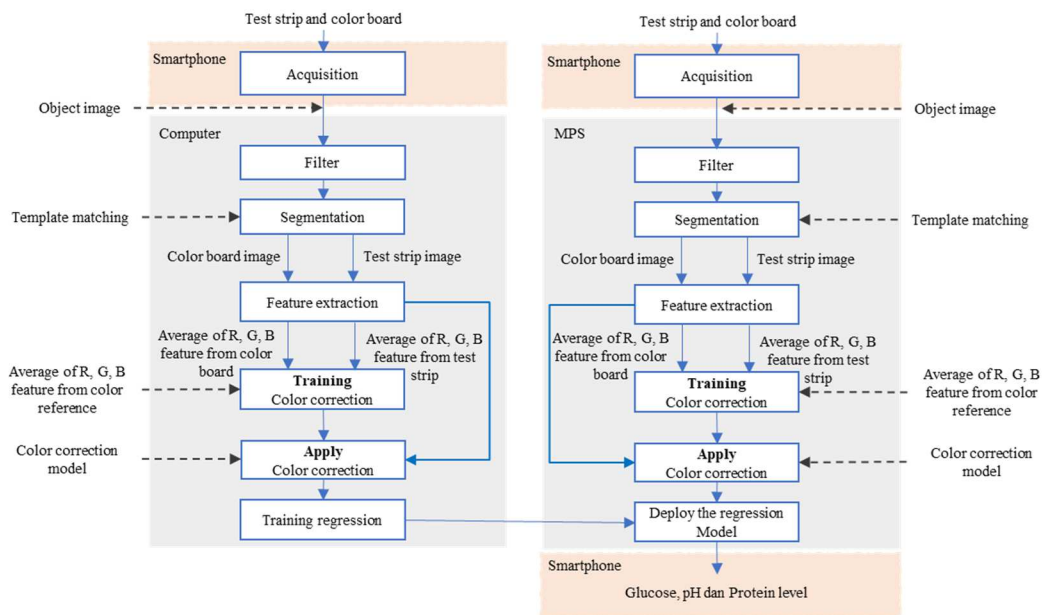 Test strip and color board
Smartphone
Acquisition
Object image
Computer
Filter
Template matching
Segmentation
Color board image
Test strip image
Feature extraction
Average of R, G, B
feature from color
board
Average of R, G, B
feature from test
strip
Average of R, G, B
feature from color
reference
Training
Color correction
Color correction
model
Apply
Color correction
Training regression
Test strip and color board
Smartphone
Acquisition
Object image
MPS
Filter
Segmentation
Template matching
Color board image
Test strip image
Feature extraction
Average of R, G, B
feature from color
board
Average of R, G, B
feature from test
strip
Training
Color correction
Average of R, G, B
feature from color
reference
Apply
Color correction
Color correction
model
Deploy the regression
Model
Smartphone
Glucose, pH dan Protein level